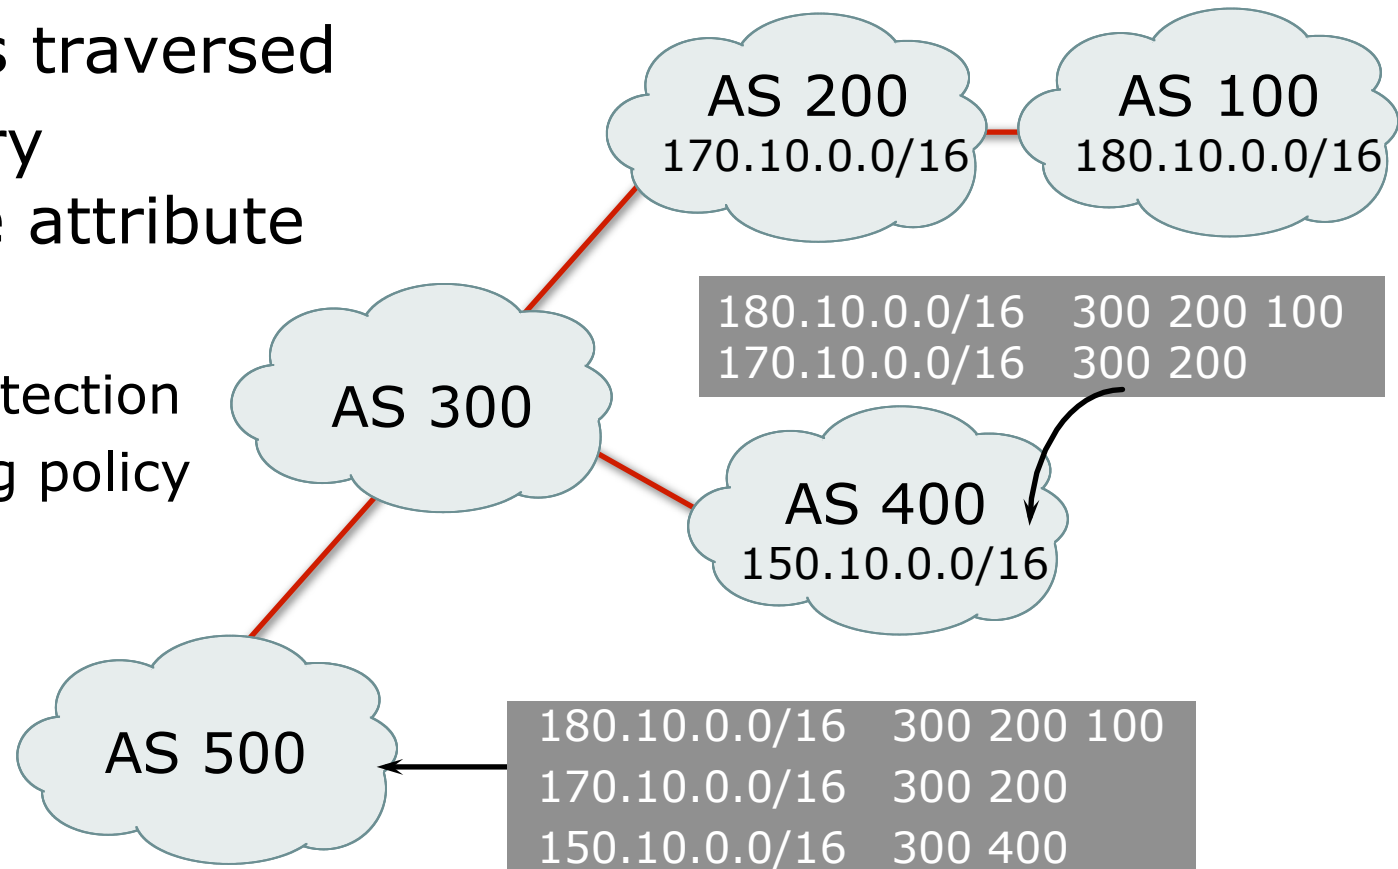 s traversed
ry
e attribute
tection
g policy
AS 200
170.10.0.0/16
AS 100
180.10.0.0/16
180.10.0.0/16 300 200 100
170.10.0.0/16 300 200
AS 300
AS 400
150.10.0.0/16
AS 500
180.10.0.0/16 300 200 100
170.10.0.0/16 300 200
150.10.0.0/16 300 400